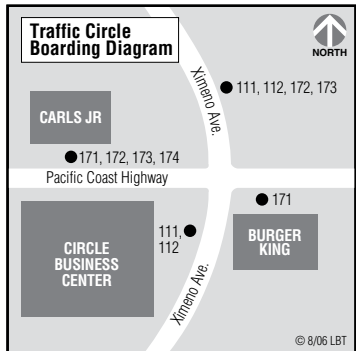 Traffic Circle
Boarding Diagram
NORTH
Ximeno Ave.
111, 112, 172, 173
CARLS JR
171, 172, 173, 174
Pacific Coast Highway
171
111,
112
BURGER
KING
CIRCLE
BUSINESS
CENTER
Ximeno Ave.
© 8/06 LBT